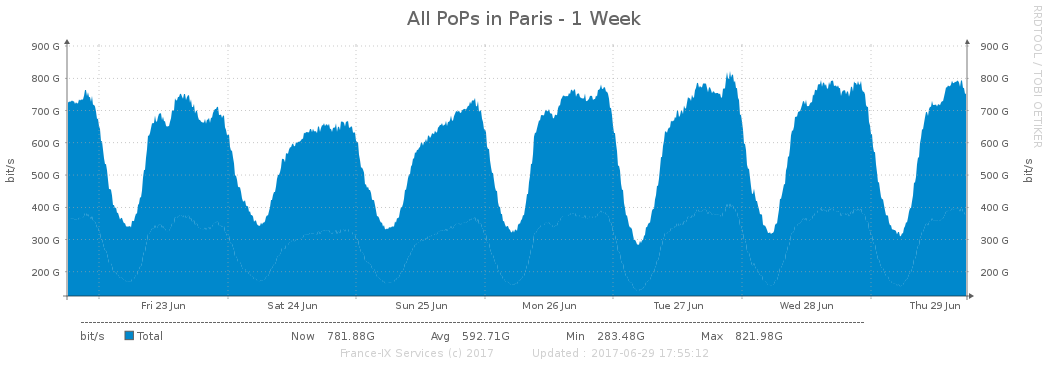 All PoPs in Paris - 1 Week
RRDTOOL / TOBI OETIKER
900 G 900 G
800 G 800 G
700 G 700 G
600 G 600 G
500 G 500 G
400 G 400 G
300 G 300 G
200 G 200 G
bit/s bit/s
Fri 23 Jun Sat 24 Jun Sun 25 Jun Mon 26 Jun Tue 27 Jun Wed 28 Jun Thu 29 Jun
bit/s Total Now 781.88G Avg 592.71G Min 283.48G Max 821.98G
France-IX Services (c) 2017 Updated : 2017-06-29 17:55:12